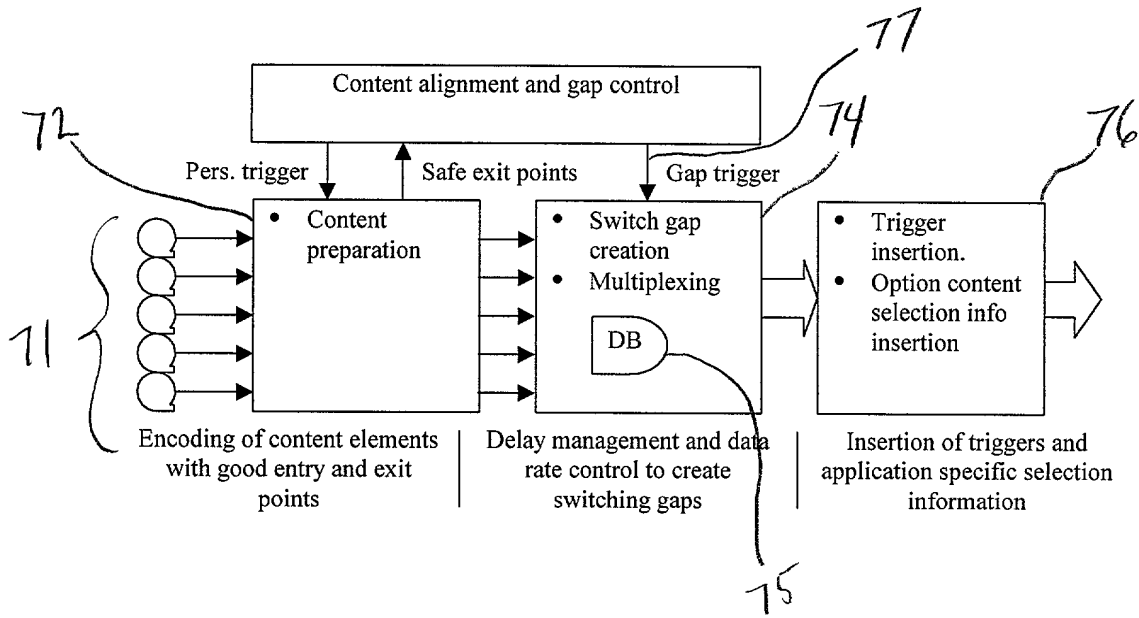 77
Content alignment and gap control
72
74
76
Pers. trigger
Safe exit points
Gap trigger
• Content
preparation
• Switch gap
creation
• Multiplexing
DB
• Trigger
insertion.
• Option content
selection info
insertion
71
Encoding of content elements
with good entry and exit
points
Delay management and data
rate control to create
switching gaps
Insertion of triggers and
application specific selection
information
75